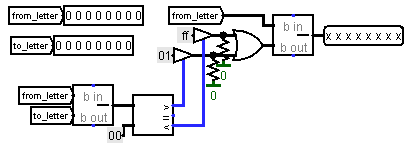 from_letter 0 0 0 0 0 0 0 0
to_letter 0 0 0 0 0 0 0 0
from_letter
b in
b out
x x x x x x x x
ff
01
0
0
from_letter
to_letter
b in
b out
00